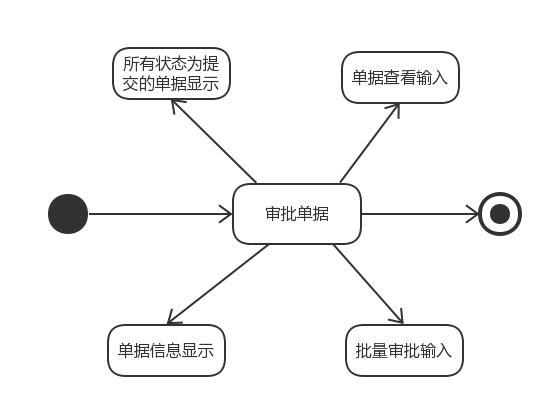 所有状态为提
交的单据显示
单据查看输入
审批单据
单据信息显示
批量审批输入